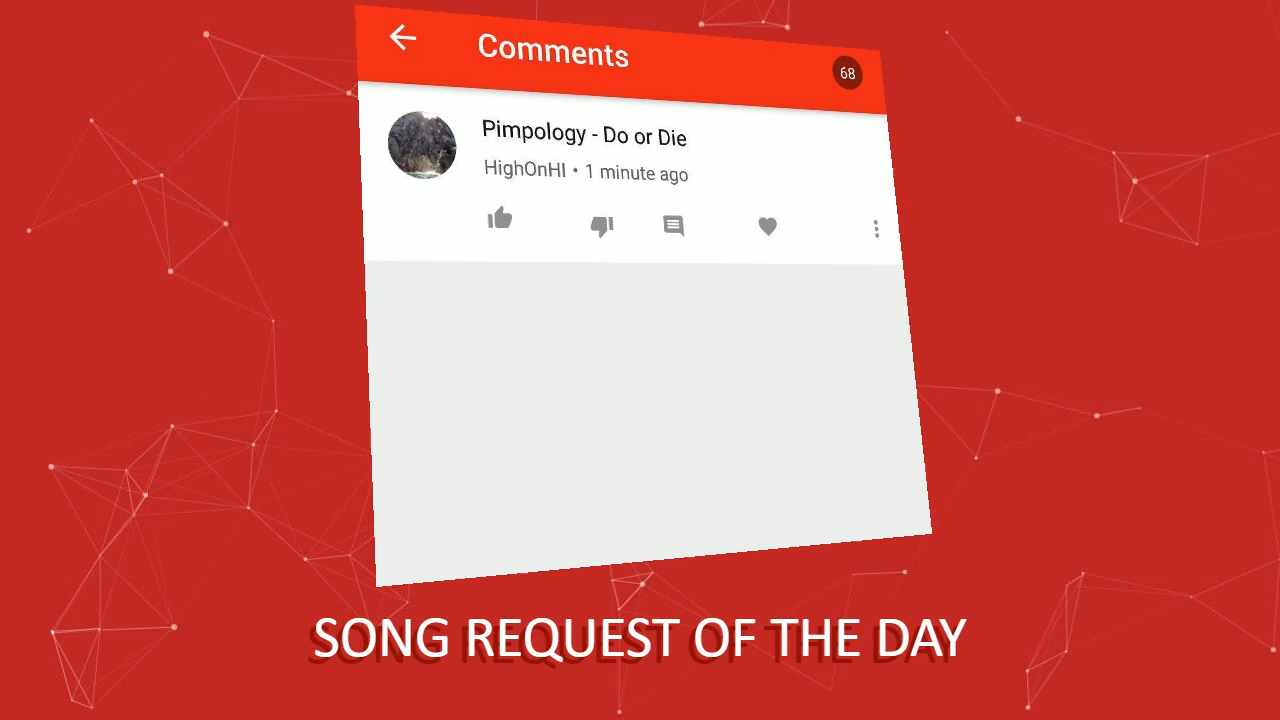 Comments
68
Pimpology - Do or Die
HighOnHI • 1 minute ago
SONG REQUEST OF THE DAY